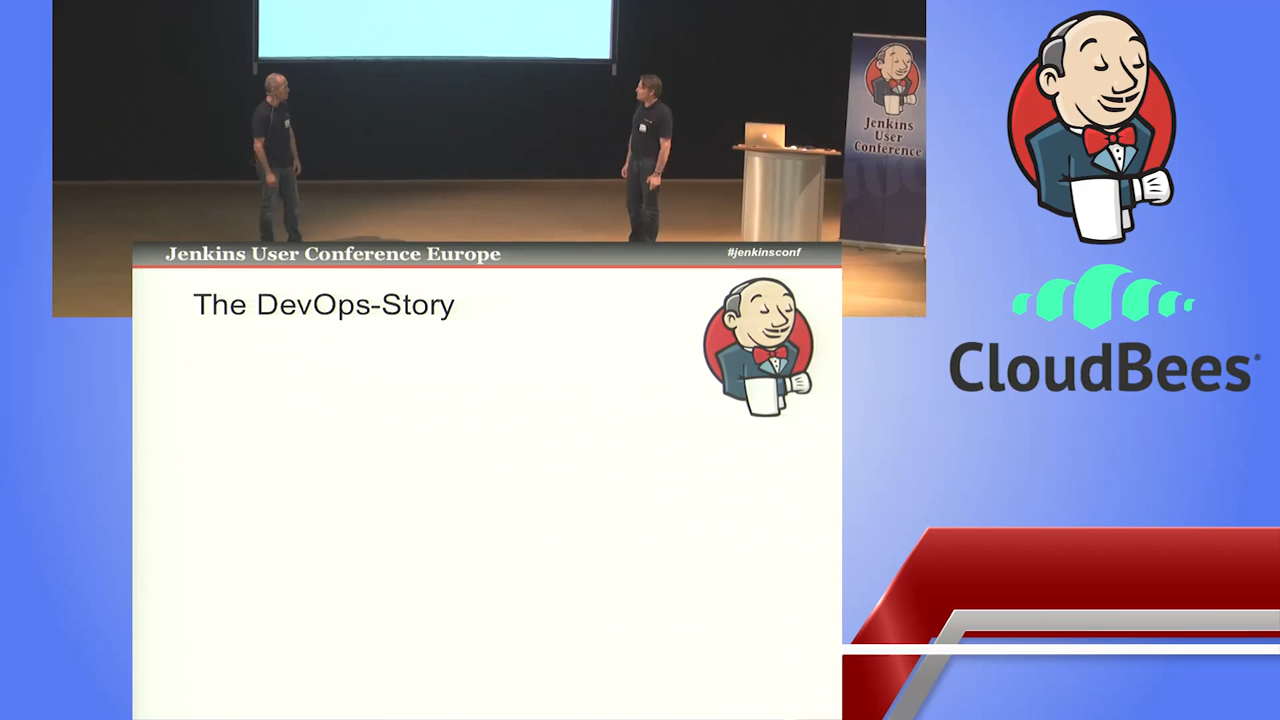 Jenkins
User
Conference
Jenkins User Conference Europe
#jenkinsconf
The DevOps-Story
CloudBees